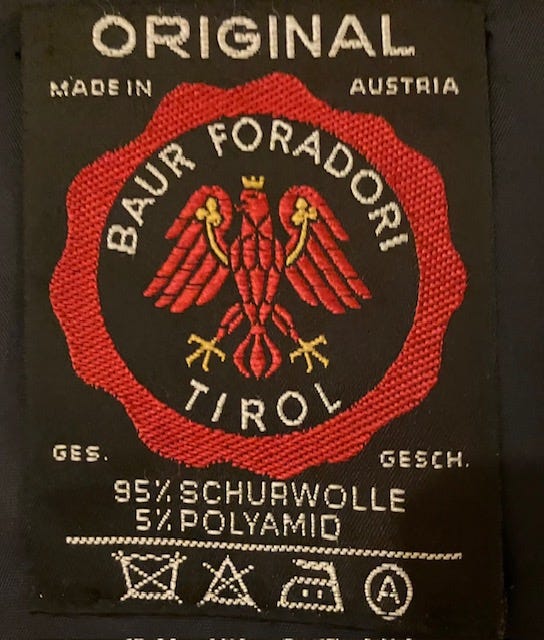 ORIGINAL
MADE IN AUSTRIA
BAUR FORADORI
TIROL
GES. GESCH.
95% SCHURWOLLE
5% POLYAMID
A